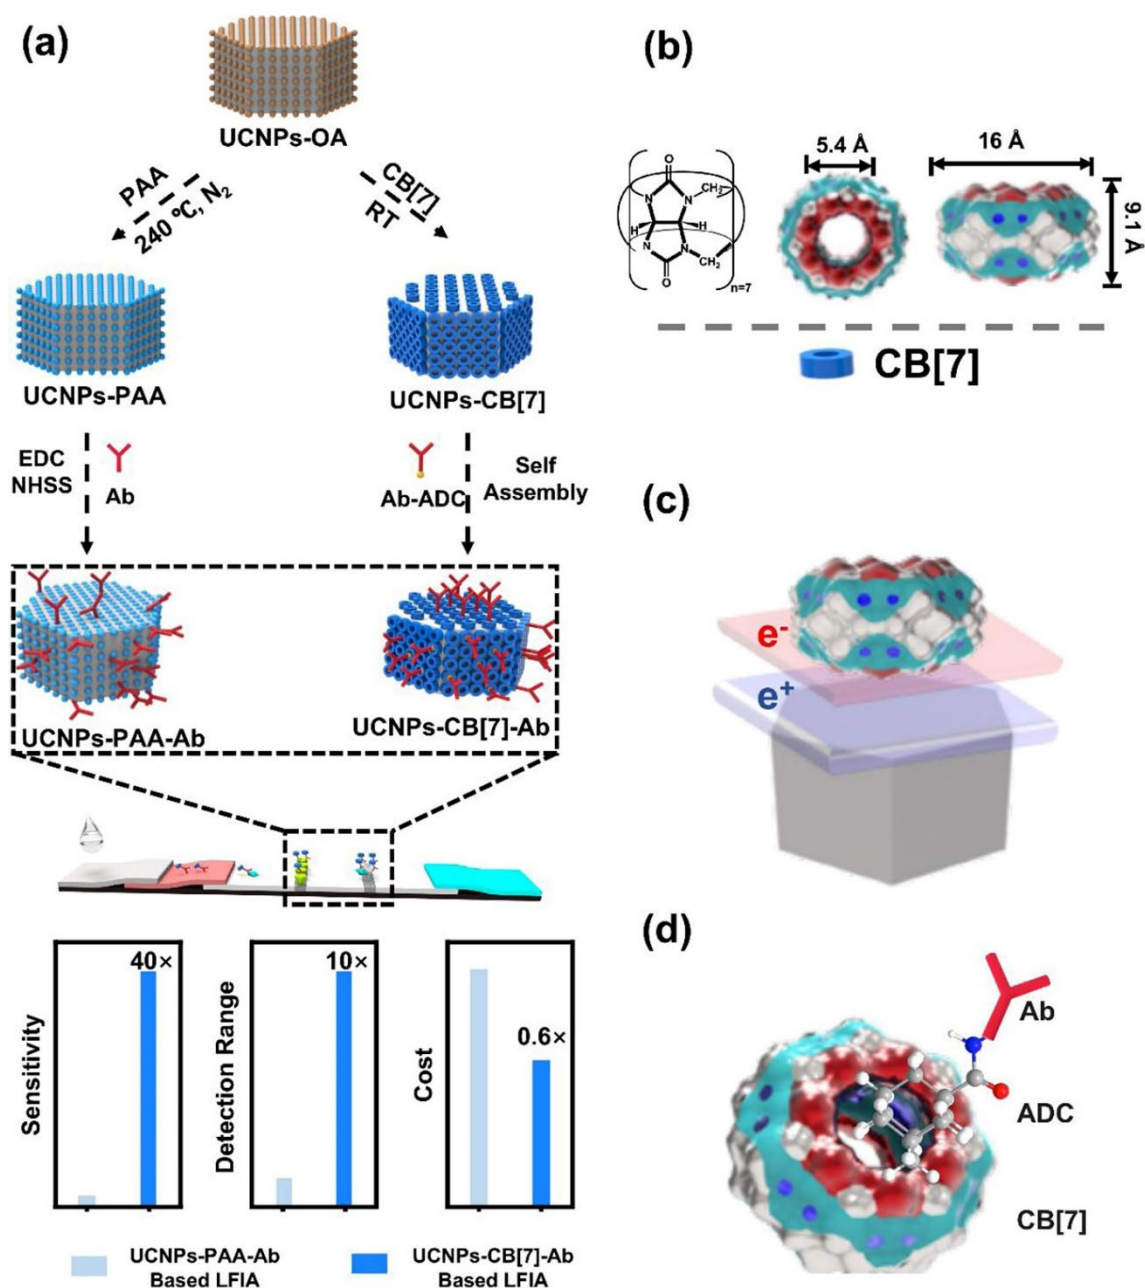 (a)
UCNPs-OA
PAA
240 ºC, N2
CB[7]
RT
UCNPs-PAA
UCNPs-CB[7]
EDC
NHSS
Ab
Ab-ADC
Self
Assembly
UCNPs-PAA-Ab
UCNPs-CB[7]-Ab
Sensitivity
40×
Detection Range
10×
Cost
0.6×
UCNPs-PAA-Ab
Based LFIA
UCNPs-CB[7]-Ab
Based LFIA
(b)
O
N
N
CH2
H
H
N
N
CH2
O
n=7
5.4 Å
16 Å
9.1 Å
CB[7]
(c)
e-
e+
(d)
Ab
ADC
CB[7]